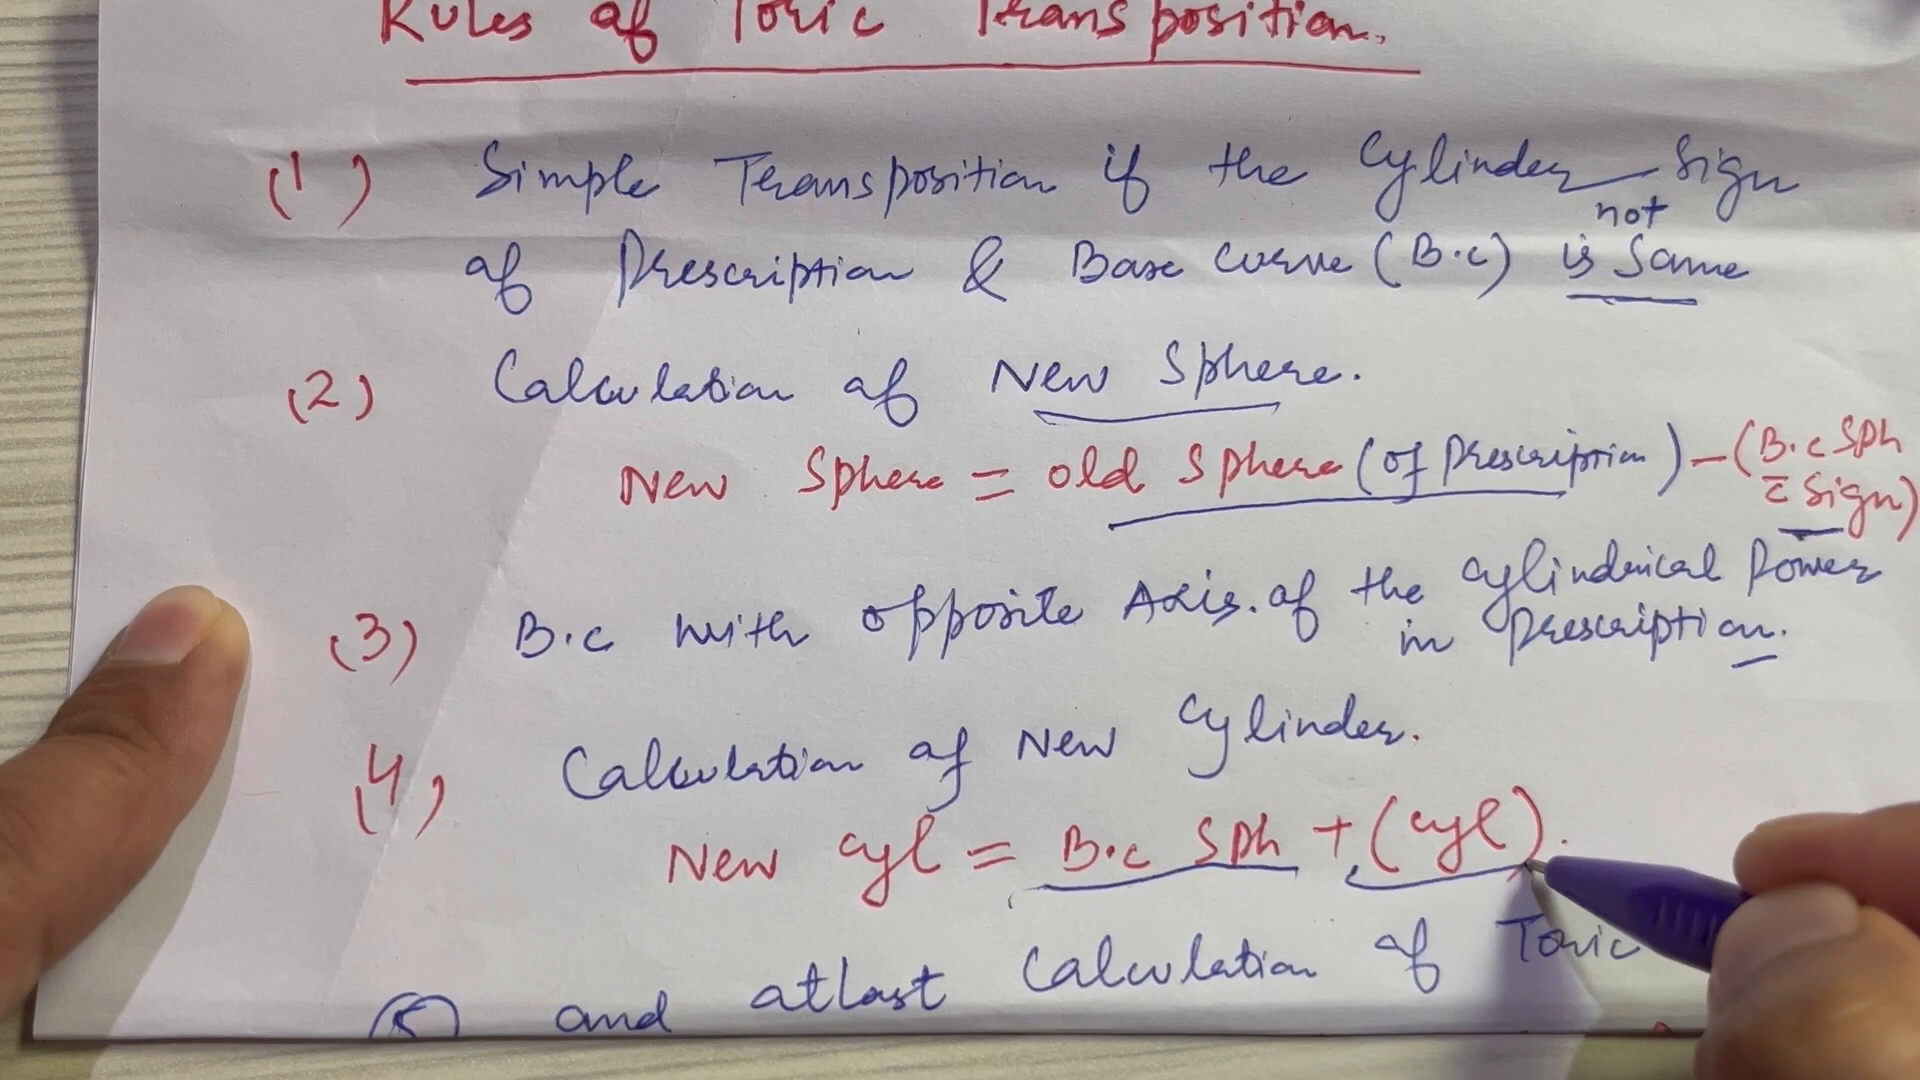 Rules of Toric Transposition.
(1) Simple Transposition if the Cylinder Sign
not
of Prescription & Base curve (B.c) is Same
(2) Calculation of New Sphere.
New Sphere = old Sphere (of Prescription) - (B.c Sph
c̄ Sign)
(3) B.c with opposite Axis. of the cylindrical Power
in Prescription.
(4) Calculation of New Cylinder.
New cyl = B.c Sph + (cyl).
(5) and atlast Calculation of Toric